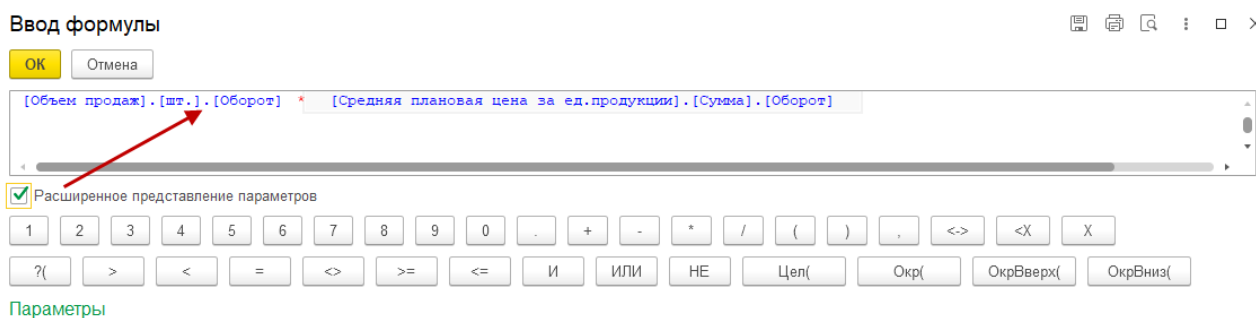 Ввод формулы
ОК Отмена
[Объем продаж].[шт.].[Оборот] * [Средняя плановая цена за ед.продукции].[Сумма].[Оборот]
Расширенное представление параметров
1 2 3 4 5 6 7 8 9 0 . + - * / ( ) , <-> <X X
?( > < = <> >= <= И ИЛИ НЕ Цел( Окр( ОкрВверх( ОкрВниз(
Параметры